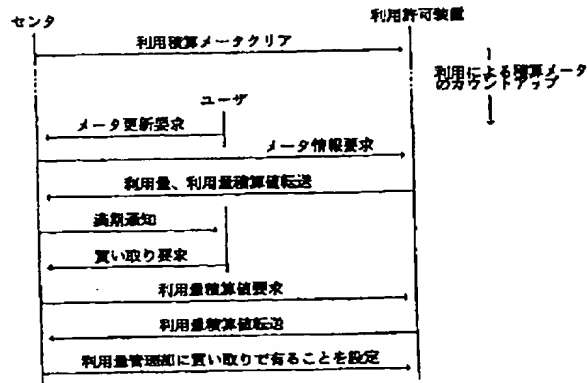 センタ
利用許可装置
利用積算メータクリア
利用による積算メータ
のカウントアップ
ユーザ
メータ更新要求
メータ情報要求
利用量、利用量積算値転送
満期通知
買い取り要求
利用量積算値要求
利用量積算値転送
利用量管理部に買い取りで有ることを設定